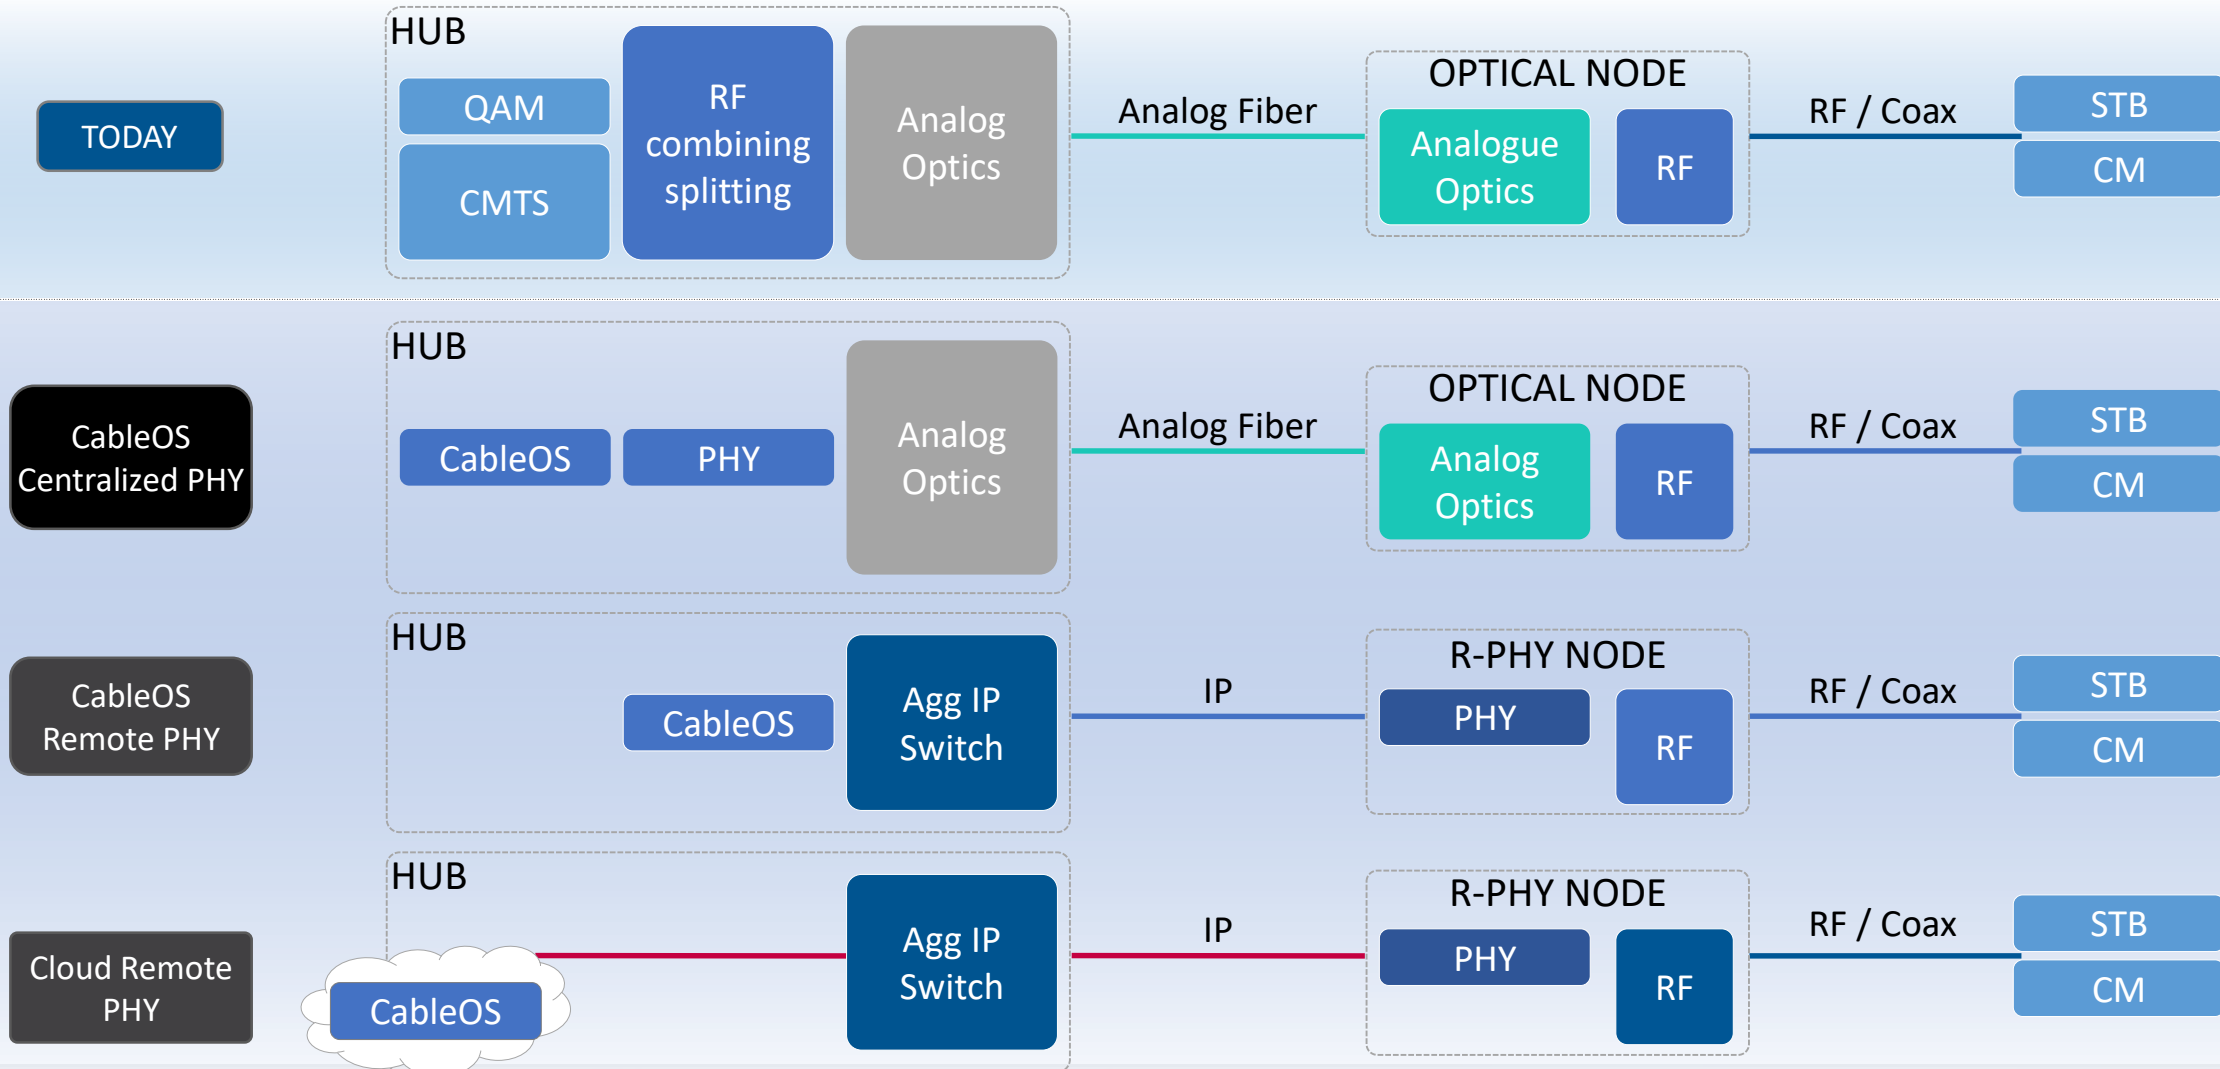 TODAY
HUB
QAM
CMTS
RF
combining
splitting
Analog
Optics
Analog Fiber
OPTICAL NODE
Analogue
Optics
RF
RF / Coax
STB
CM
CableOS
Centralized PHY
HUB
CableOS
PHY
Analog
Optics
Analog Fiber
OPTICAL NODE
Analog
Optics
RF
RF / Coax
STB
CM
CableOS
Remote PHY
HUB
CableOS
Agg IP
Switch
IP
R-PHY NODE
PHY
RF
RF / Coax
STB
CM
Cloud Remote
PHY
HUB
CableOS
Agg IP
Switch
IP
R-PHY NODE
PHY
RF
RF / Coax
STB
CM